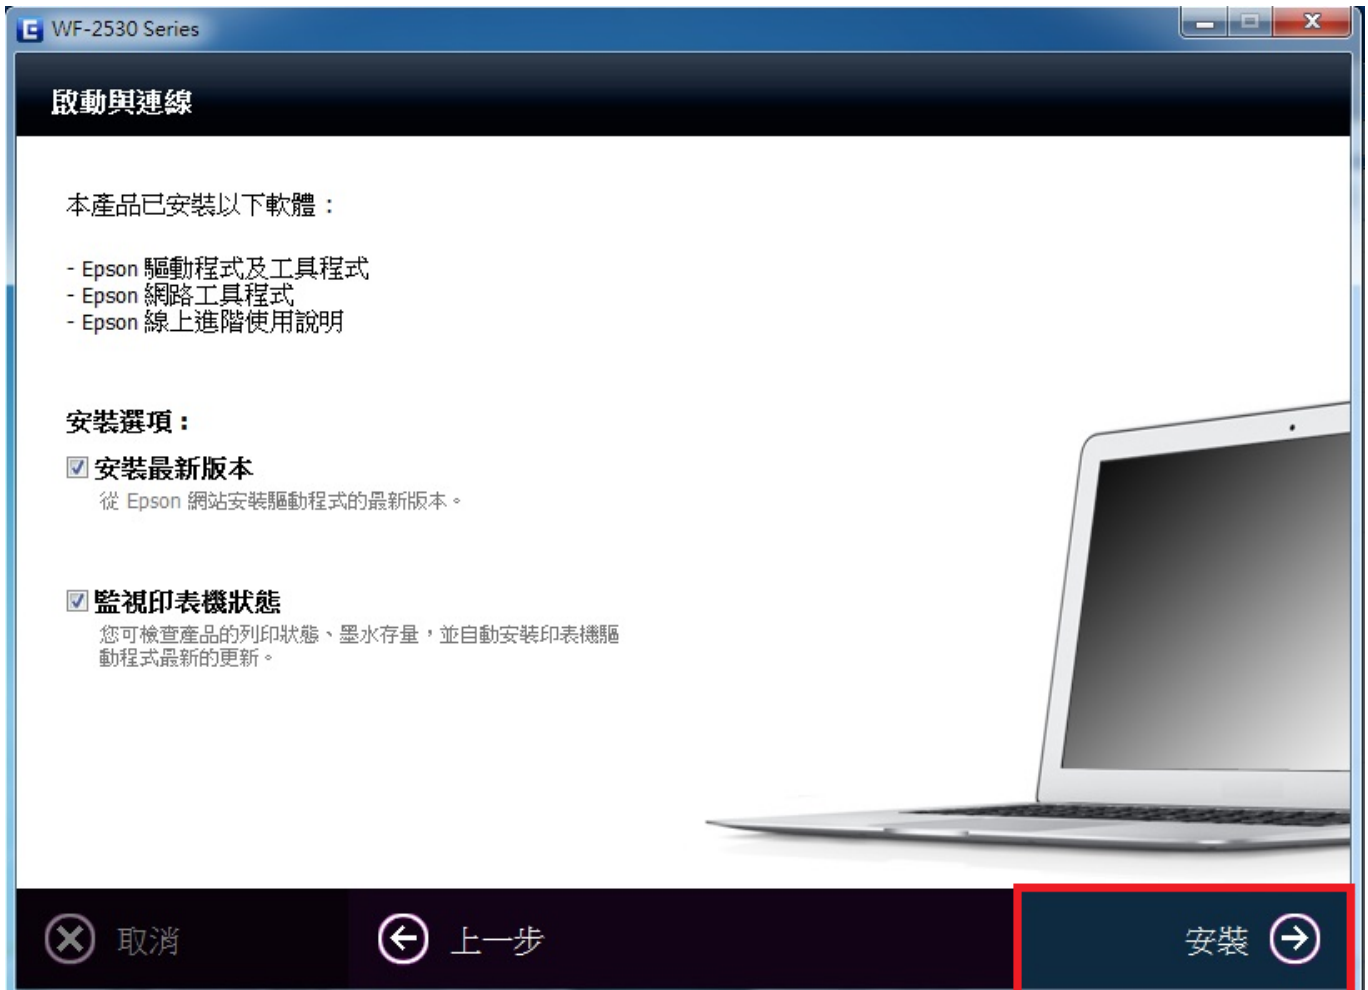 WF-2530 Series
啟動與連線
本產品已安裝以下軟體：
- Epson 驅動程式及工具程式
- Epson 網路工具程式
- Epson 線上進階使用說明
安裝選項：
安裝最新版本
從 Epson 網站安裝驅動程式的最新版本。
監視印表機狀態
您可檢查產品的列印狀態、墨水存量，並自動安裝印表機驅
動程式最新的更新。
取消
上一步
安裝